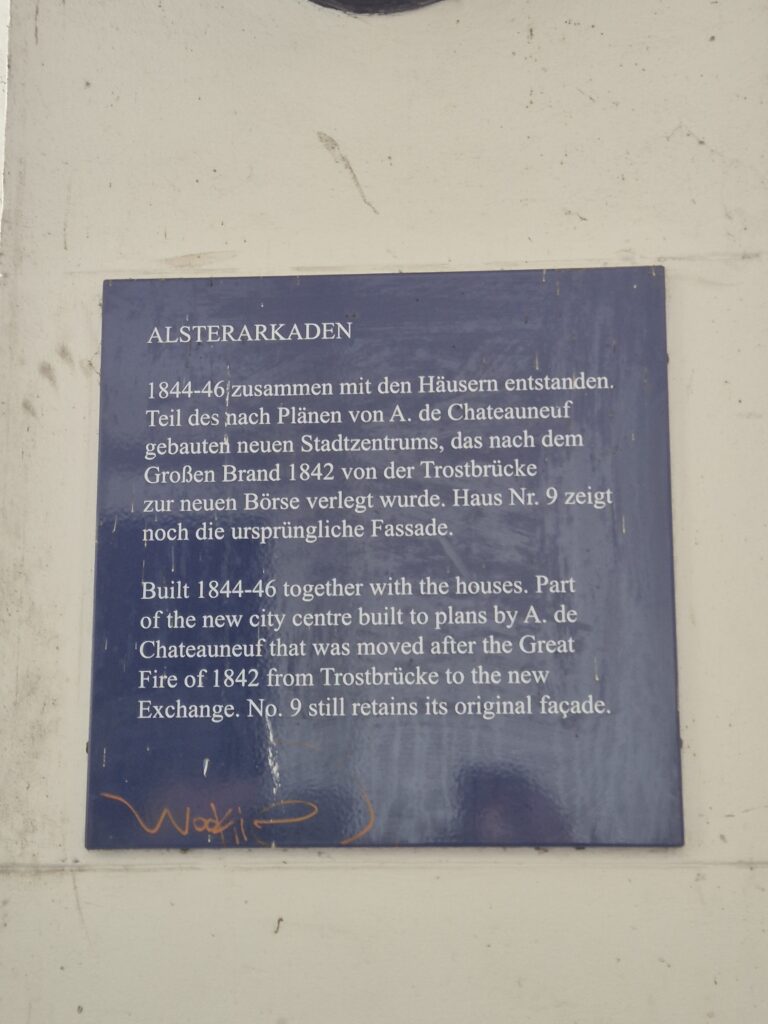 ALSTERARKADEN
1844-46 zusammen mit den Häusern entstanden.
Teil des nach Plänen von A. de Chateauneuf
gebauten neuen Stadtzentrums, das nach dem
Großen Brand 1842 von der Trostbrücke
zur neuen Börse verlegt wurde. Haus Nr. 9 zeigt
noch die ursprüngliche Fassade.
Built 1844-46 together with the houses. Part
of the new city centre built to plans by A. de
Chateauneuf that was moved after the Great
Fire of 1842 from Trostbrücke to the new
Exchange. No. 9 still retains its original façade.